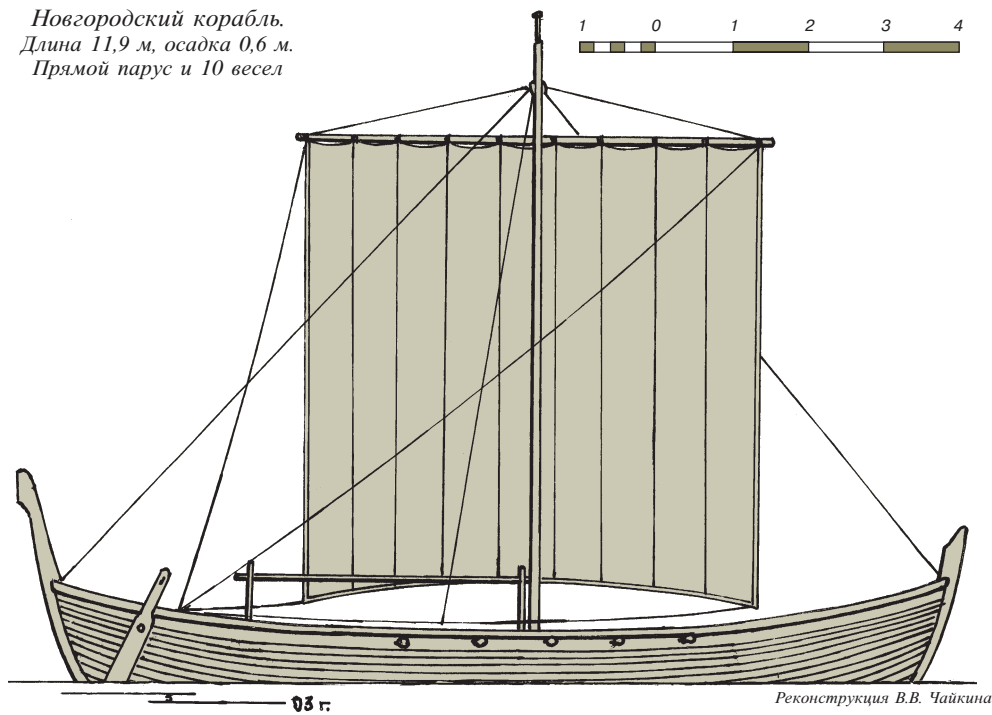 Новгородский корабль.
Длина 11,9 м, осадка 0,6 м.
Прямой парус и 10 весел
1 0 1 2 3 4
03 г.
Реконструкция В.В. Чайкина